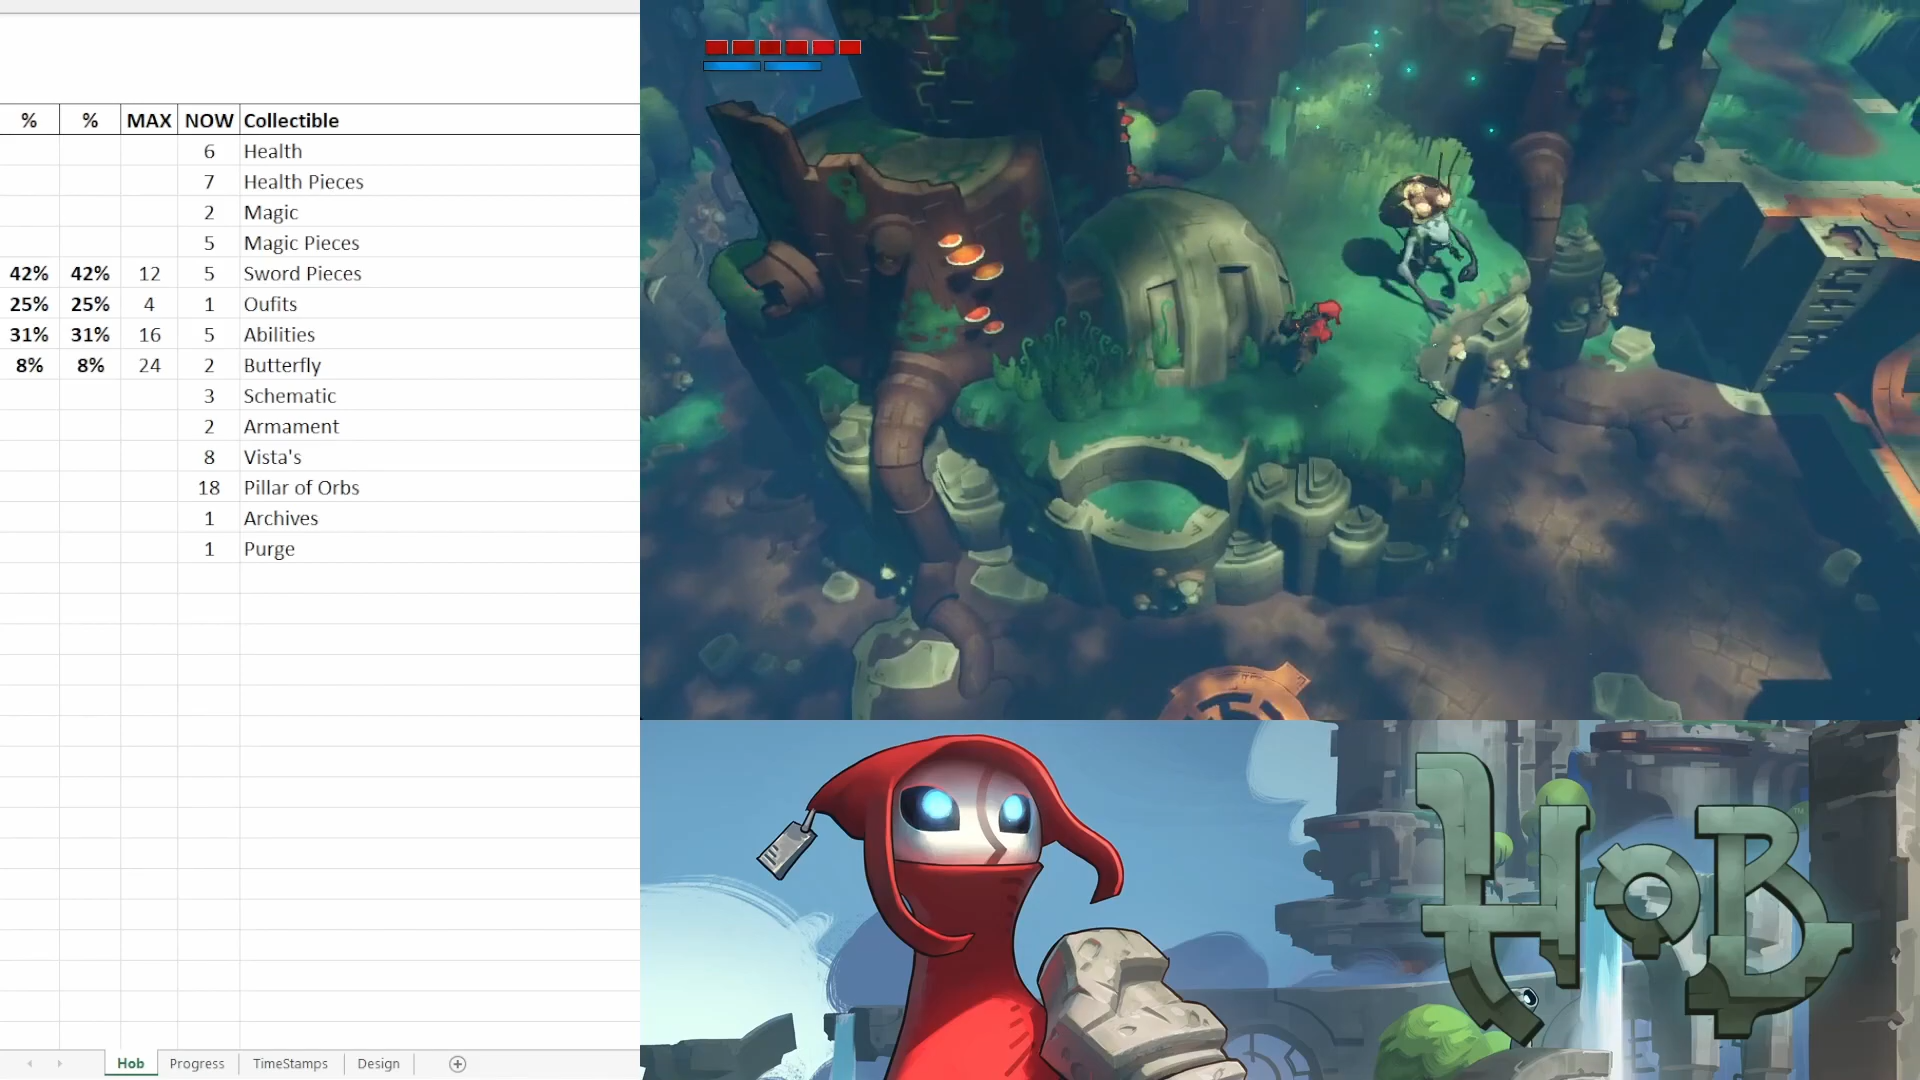 % % MAX NOW Collectible
6 Health
7 Health Pieces
2 Magic
5 Magic Pieces
42% 42% 12 5 Sword Pieces
25% 25% 4 1 Oufits
31% 31% 16 5 Abilities
8% 8% 24 2 Butterfly
3 Schematic
2 Armament
8 Vista's
18 Pillar of Orbs
1 Archives
1 Purge
Hob Progress TimeStamps Design
HOB